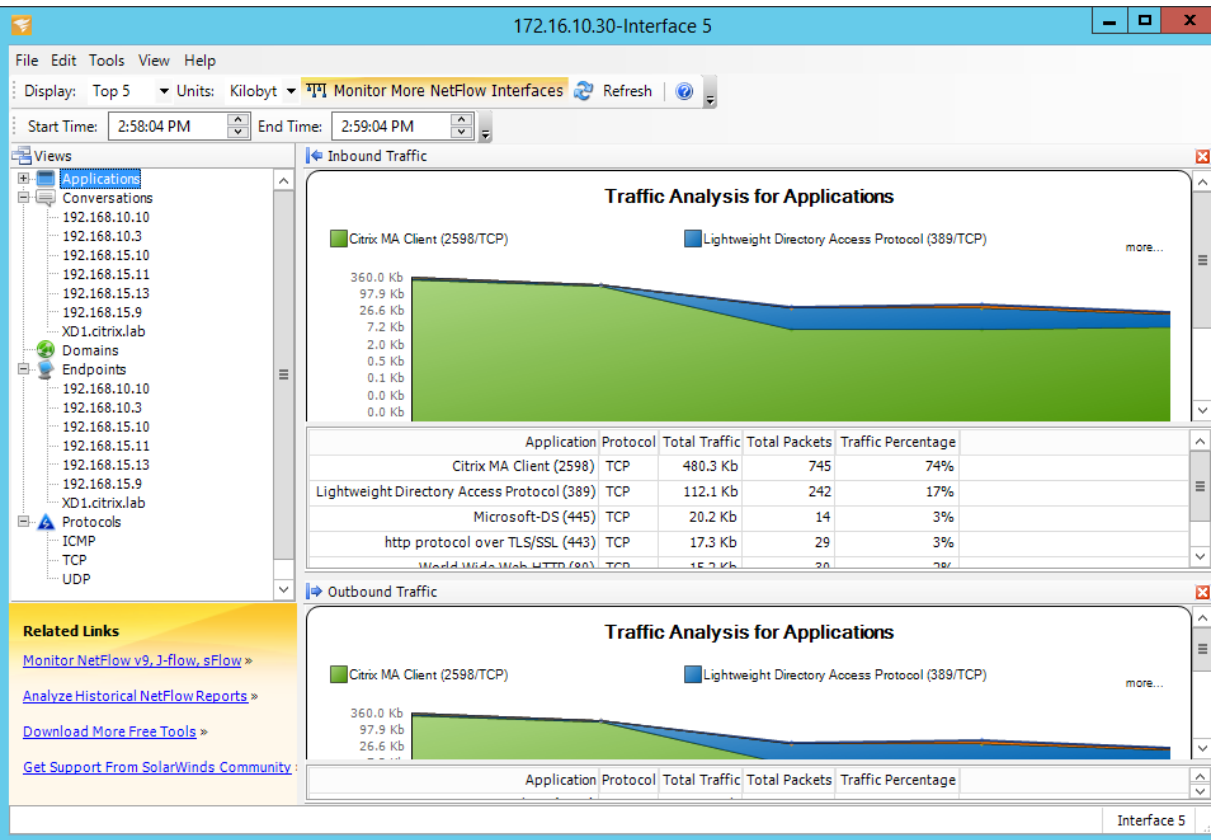 172.16.10.30-Interface 5
File Edit Tools View Help
Display: Top 5 Units: Kilobyt Monitor More NetFlow Interfaces Refresh
Start Time: 2:58:04 PM End Time: 2:59:04 PM
Views
Applications
Conversations
192.168.10.10
192.168.10.3
192.168.15.10
192.168.15.11
192.168.15.13
192.168.15.9
XD1.citrix.lab
Domains
Endpoints
192.168.10.10
192.168.10.3
192.168.15.10
192.168.15.11
192.168.15.13
192.168.15.9
XD1.citrix.lab
Protocols
ICMP
TCP
UDP
Related Links
Monitor NetFlow v9, J-flow, sFlow »
Analyze Historical NetFlow Reports »
Download More Free Tools »
Get Support From SolarWinds Community
Inbound Traffic
Traffic Analysis for Applications
Citrix MA Client (2598/TCP) Lightweight Directory Access Protocol (389/TCP) more...
360.0 Kb
97.9 Kb
26.6 Kb
7.2 Kb
2.0 Kb
0.5 Kb
0.1 Kb
0.0 Kb
0.0 Kb
Application Protocol Total Traffic Total Packets Traffic Percentage
Citrix MA Client (2598) TCP 480.3 Kb 745 74%
Lightweight Directory Access Protocol (389) TCP 112.1 Kb 242 17%
Microsoft-DS (445) TCP 20.2 Kb 14 3%
http protocol over TLS/SSL (443) TCP 17.3 Kb 29 3%
World Wide Web HTTP (80) TCP 15.2 Kb 2%
Outbound Traffic
Traffic Analysis for Applications
Citrix MA Client (2598/TCP) Lightweight Directory Access Protocol (389/TCP) more...
360.0 Kb
97.9 Kb
26.6 Kb
Application Protocol Total Traffic Total Packets Traffic Percentage
Interface 5